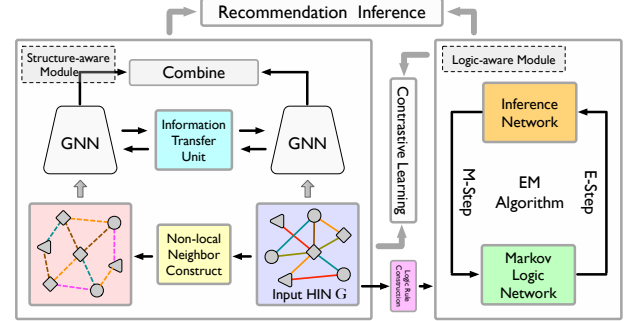 Recommendation Inference
Structure-aware
Module
Combine
Logic-aware Module
GNN
Information
Transfer
Unit
GNN
Contrastive Learning
Inference
Network
M-Step
EM
Algorithm
E-Step
Non-local
Neighbor
Construct
Input HIN G
Logic Rule
Construction
Markov
Logic
Network